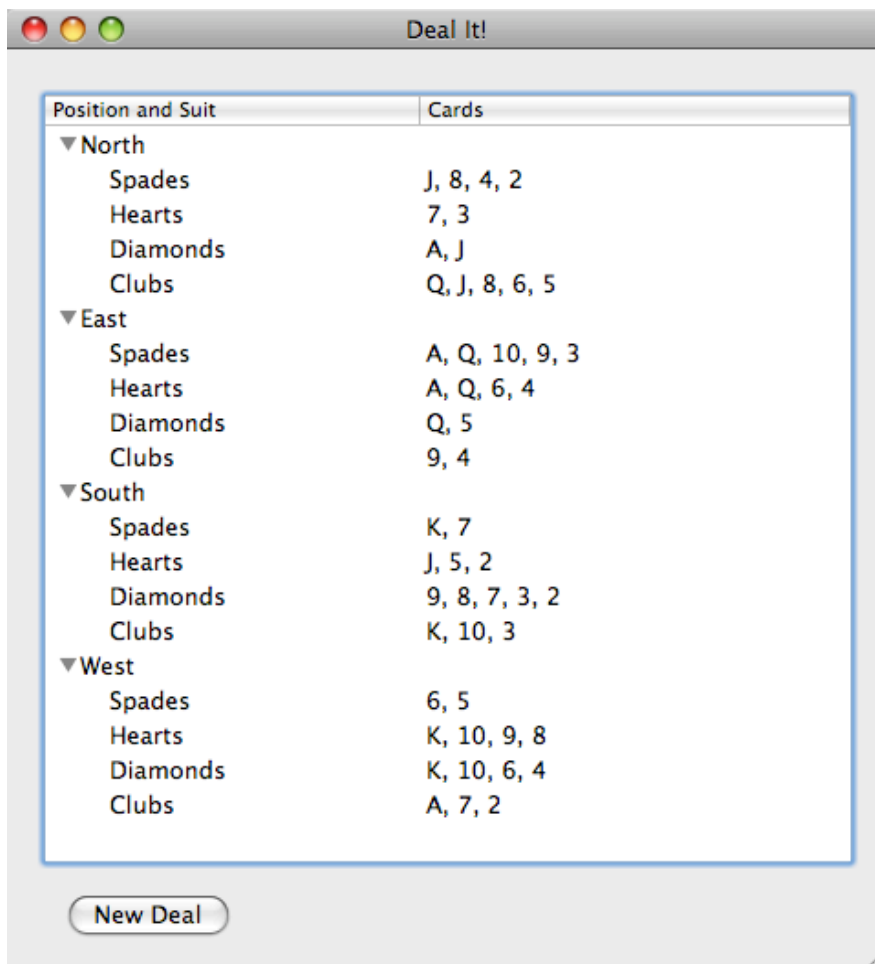 Deal It!
Position and Suit Cards
North
Spades J, 8, 4, 2
Hearts 7, 3
Diamonds A, J
Clubs Q, J, 8, 6, 5
East
Spades A, Q, 10, 9, 3
Hearts A, Q, 6, 4
Diamonds Q, 5
Clubs 9, 4
South
Spades K, 7
Hearts J, 5, 2
Diamonds 9, 8, 7, 3, 2
Clubs K, 10, 3
West
Spades 6, 5
Hearts K, 10, 9, 8
Diamonds K, 10, 6, 4
Clubs A, 7, 2
New Deal